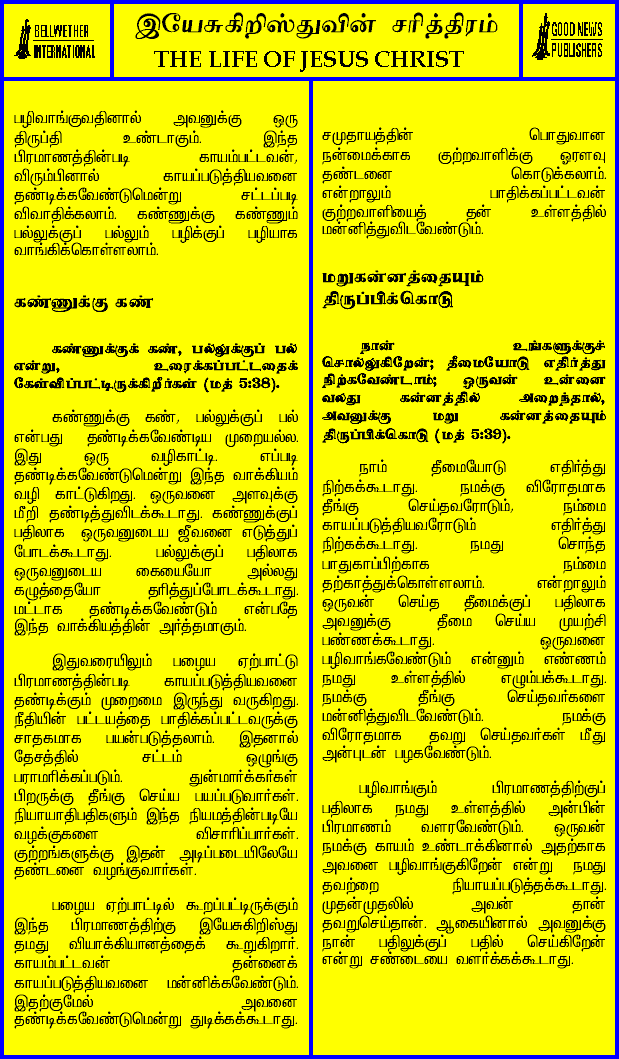 BELLWETHER
INTERNATIONAL
இயேசுகிறிஸ்துவின் சரித்திரம்
THE LIFE OF JESUS CHRIST
GOOD NEWS
PUBLISHERS
பழிவாங்குவதினால் அவனுக்கு ஒரு
திருப்தி உண்டாகும். இந்த
பிரமாணத்தின்படி காயம்பட்டவன்,
விரும்பினால் காயப்படுத்தியவனை
தண்டிக்கவேண்டுமென்று சட்டப்படி
விவாதிக்கலாம். கண்ணுக்கு கண்ணும்
பல்லுக்குப் பல்லும் பழிக்குப் பழியாக
வாங்கிக்கொள்ளலாம்.
கண்ணுக்கு கண்
கண்ணுக்குக் கண், பல்லுக்குப் பல்
என்று, உரைக்கப்பட்டதைக்
கேள்விப்பட்டிருக்கிறீர்கள் (மத் 5:38).
கண்ணுக்கு கண், பல்லுக்குப் பல்
என்பது தண்டிக்கவேண்டிய முறையல்ல.
இது ஒரு வழிகாட்டி. எப்படி
தண்டிக்கவேண்டுமென்று இந்த வாக்கியம்
வழி காட்டுகிறது. ஒருவனை அளவுக்கு
மீறி தண்டித்துவிடக்கூடாது. கண்ணுக்குப்
பதிலாக ஒருவனுடைய ஜீவனை எடுத்துப்
போடக்கூடாது. பல்லுக்குப் பதிலாக
ஒருவனுடைய கையையோ அல்லது
கழுத்தையோ தரித்துப்போடக்கூடாது.
மட்டாக தண்டிக்கவேண்டும் என்பதே
இந்த வாக்கியத்தின் அர்த்தமாகும்.
இதுவரையிலும் பழைய ஏற்பாட்டு
பிரமாணத்தின்படி காயப்படுத்தியவனை
தண்டிக்கும் முறைமை இருந்து வருகிறது.
நீதியின் பட்டயத்தை பாதிக்கப்பட்டவருக்கு
சாதகமாக பயன்படுத்தலாம். இதனால்
தேசத்தில் சட்டம் ஒழுங்கு
பராமரிக்கப்படும். துன்மார்க்கர்கள்
பிறருக்கு தீங்கு செய்ய பயப்படுவார்கள்.
நியாயாதிபதிகளும் இந்த நியமத்தின்படியே
வழக்குகளை விசாரிப்பார்கள்.
குற்றங்களுக்கு இதன் அடிப்படையிலேயே
தண்டனை வழங்குவார்கள்.
பழைய ஏற்பாட்டில் கூறப்பட்டிருக்கும்
இந்த பிரமாணத்திற்கு இயேசுகிறிஸ்து
தமது வியாக்கியானத்தைக் கூறுகிறார்.
காயம்பட்டவன் தன்னைக்
காயப்படுத்தியவனை மன்னிக்கவேண்டும்.
இதற்குமேல் அவனை
தண்டிக்கவேண்டுமென்று துடிக்கக்கூடாது.
சமுதாயத்தின் பொதுவான
நன்மைக்காக குற்றவாளிக்கு ஓரளவு
தண்டனை கொடுக்கலாம்.
என்றாலும் பாதிக்கப்பட்டவன்
குற்றவாளியைத் தன் உள்ளத்தில்
மன்னித்துவிடவேண்டும்.
மறுகன்னத்தையும்
திருப்பிக்கொடு
நான் உங்களுக்குச்
சொல்லுகிறேன்; தீமையோடு எதிர்த்து
நிற்கவேண்டாம்; ஒருவன் உன்னை
வலது கன்னத்தில் அறைந்தால்,
அவனுக்கு மறு கன்னத்தையும்
திருப்பிக்கொடு (மத் 5:39).
நாம் தீமையோடு எதிர்த்து
நிற்கக்கூடாது. நமக்கு விரோதமாக
தீங்கு செய்தவரோடும், நம்மை
காயப்படுத்தியவரோடும் எதிர்த்து
நிற்கக்கூடாது. நமது சொந்த
பாதுகாப்பிற்காக நம்மை
தற்காத்துக்கொள்ளலாம். என்றாலும்
ஒருவன் செய்த தீமைக்குப் பதிலாக
அவனுக்கு தீமை செய்ய முயற்சி
பண்ணக்கூடாது. ஒருவனை
பழிவாங்கவேண்டும் என்னும் எண்ணம்
நமது உள்ளத்தில் எழும்பக்கூடாது.
நமக்கு தீங்கு செய்தவர்களை
மன்னித்துவிடவேண்டும். நமக்கு
விரோதமாக தவறு செய்தவர்கள் மீது
அன்புடன் பழகவேண்டும்.
பழிவாங்கும் பிரமாணத்திற்குப்
பதிலாக நமது உள்ளத்தில் அன்பின்
பிரமாணம் வளரவேண்டும். ஒருவன்
நமக்கு காயம் உண்டாக்கினால் அதற்காக
அவனை பழிவாங்குகிறேன் என்று நமது
தவற்றை நியாயப்படுத்தக்கூடாது.
முதன்முதலில் அவன் தான்
தவறுசெய்தான். ஆகையினால் அவனுக்கு
நான் பதிலுக்குப் பதில் செய்கிறேன்
என்று சண்டையை வளர்க்கக்கூடாது.